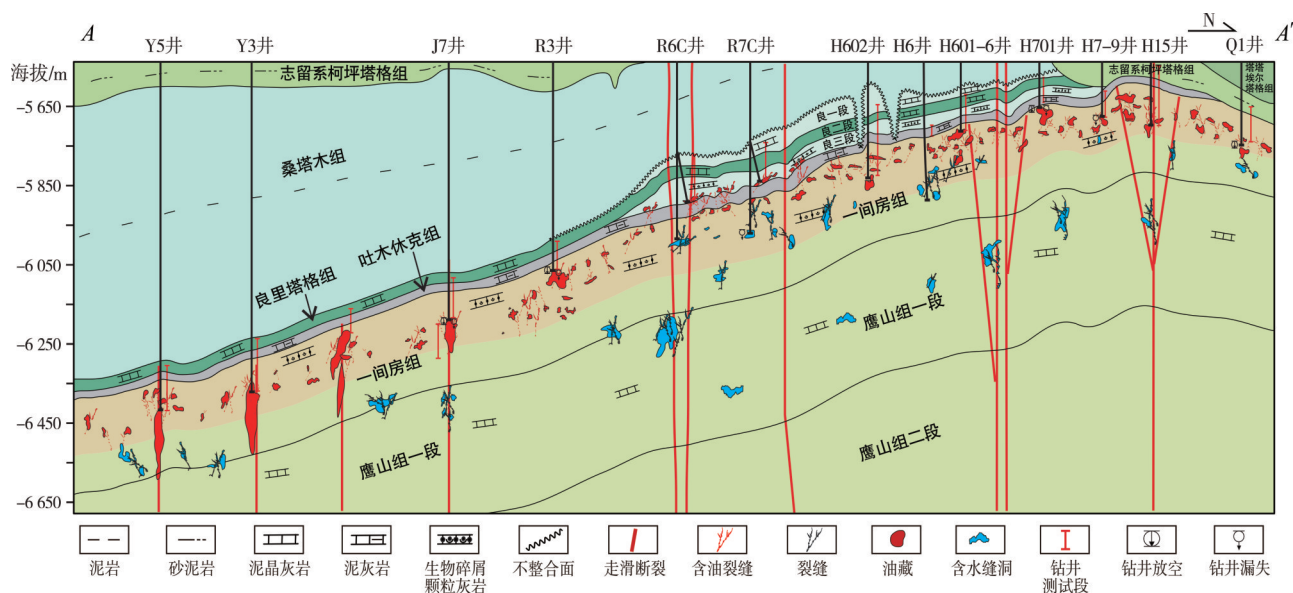 A
N
A′
Y5井
Y3井
J7井
R3井
R6C井
R7C井
H602井
H6井
H601-6井
H701井
H7-9井
H15井
Q1井
海拔/m
志留系柯坪塔格组
志留系柯坪塔格组
塔塔
埃尔
塔格组
-5 650
-5 850
-6 050
-6 250
-6 450
-6 650
桑塔木组
良一段
良二段
良三段
吐木休克组
良里塔格组
一间房组
一间房组
鹰山组一段
鹰山组一段
鹰山组二段
泥岩
砂泥岩
泥晶灰岩
泥灰岩
生物碎屑
颗粒灰岩
不整合面
走滑断裂
含油裂缝
裂缝
油藏
含水缝洞
钻井
测试段
钻井放空
钻井漏失